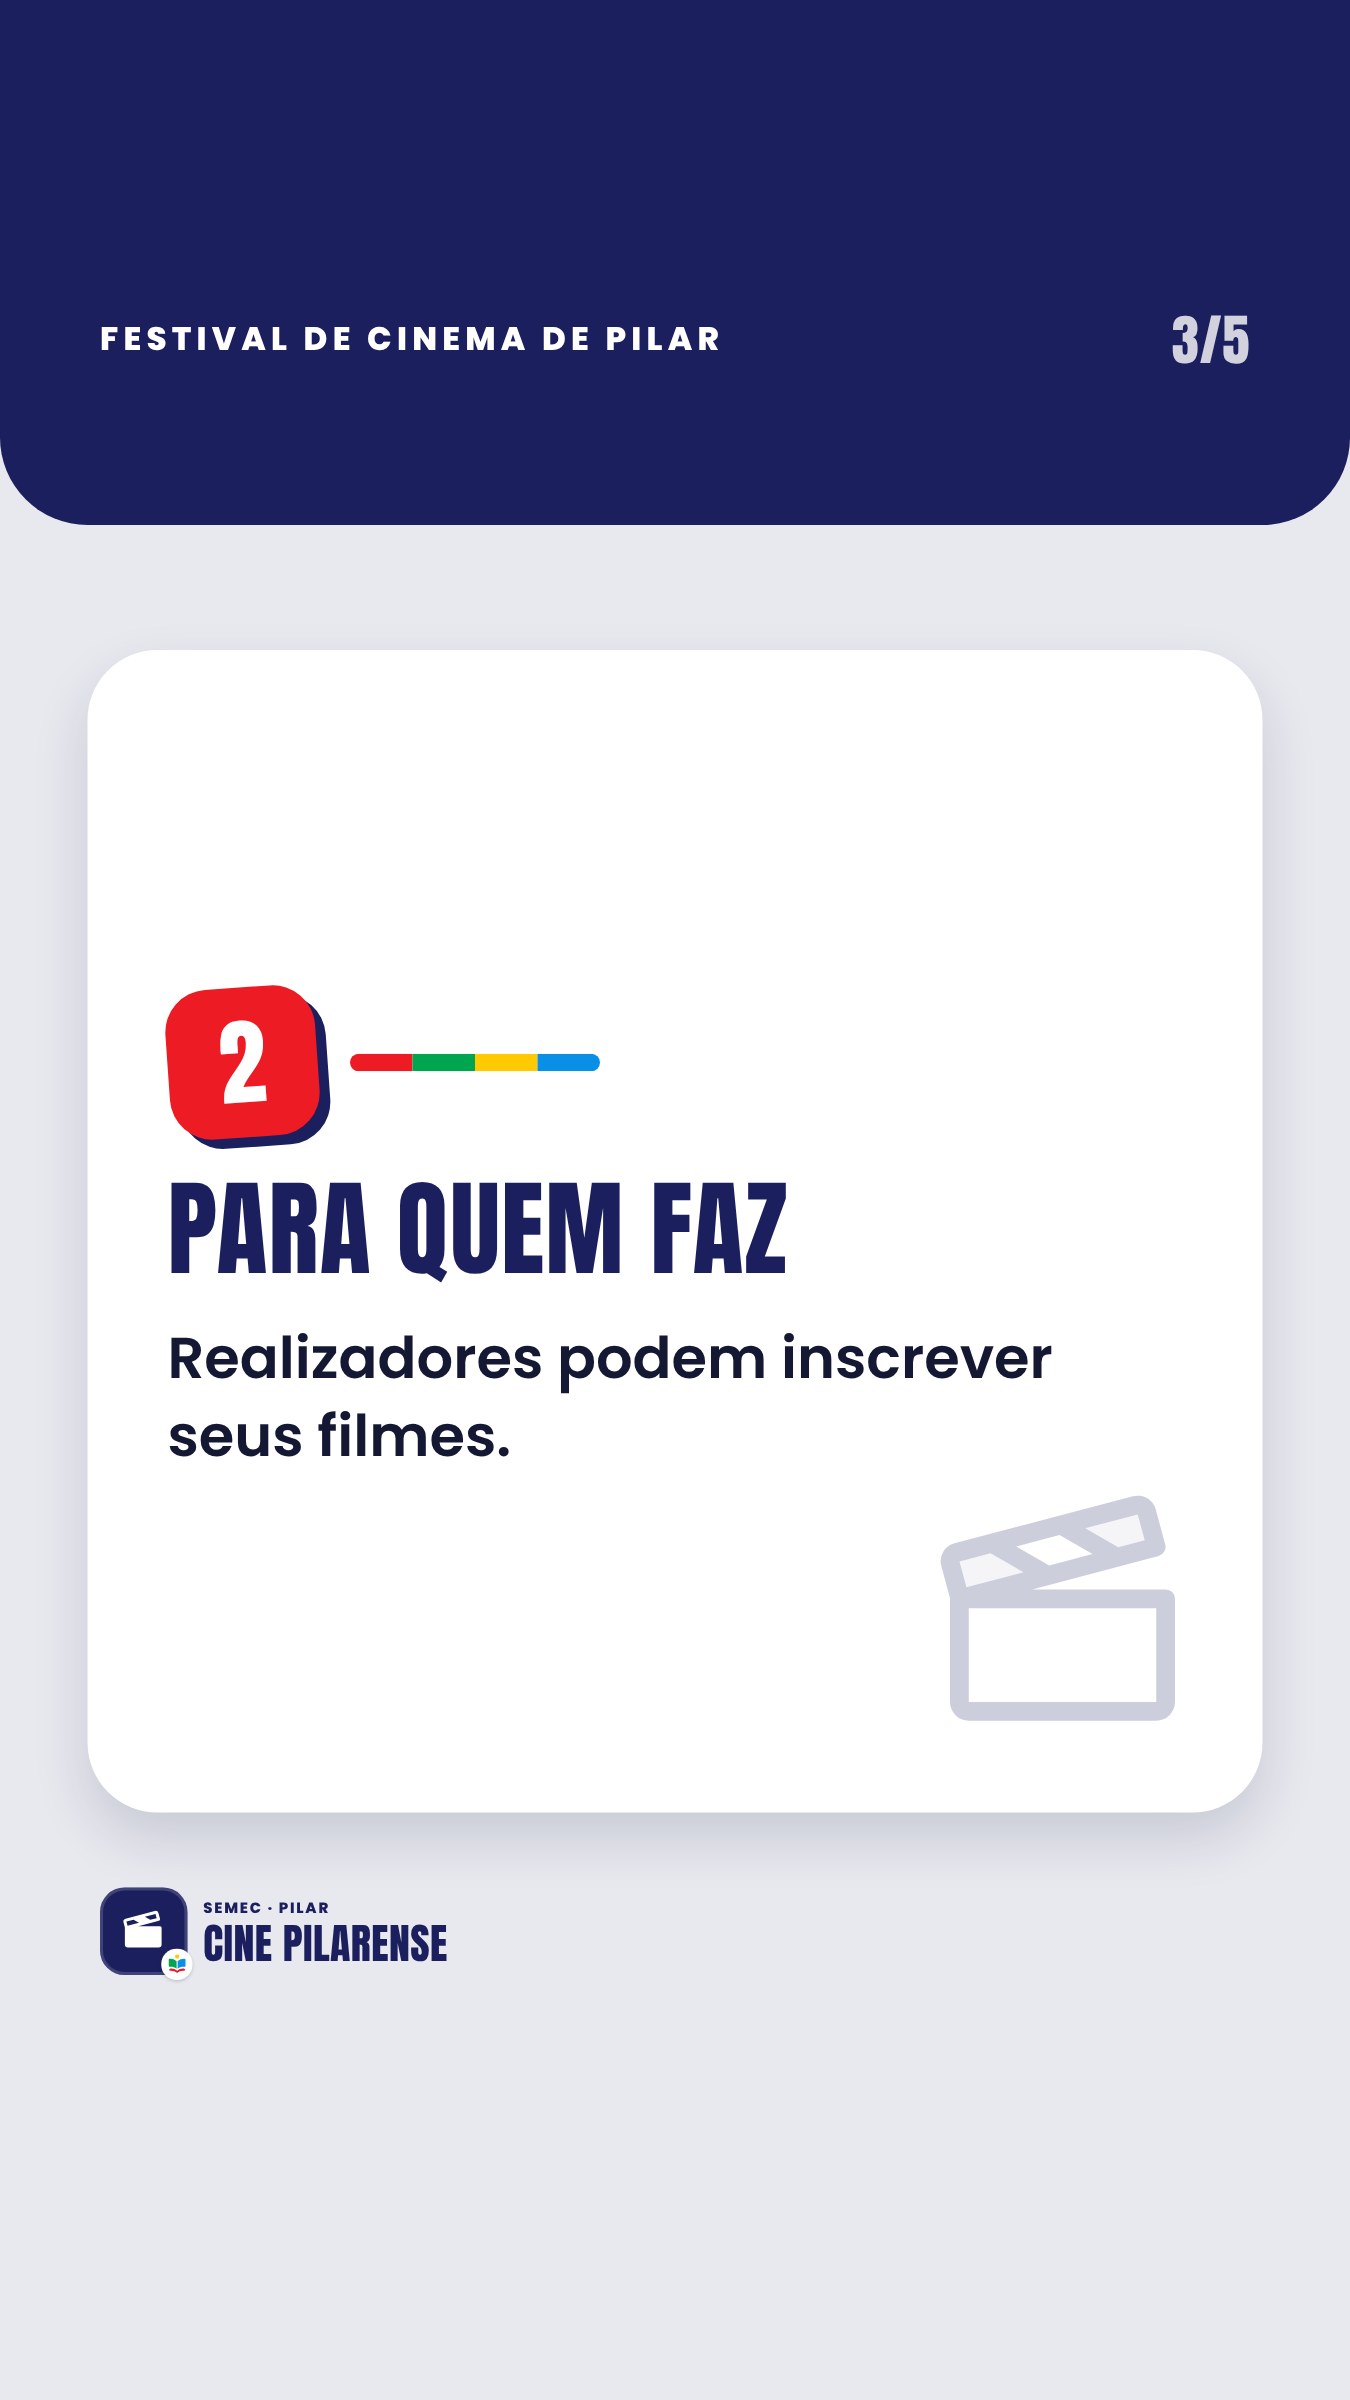 FESTIVAL DE CINEMA DE PILAR
3/5
2
PARA QUEM FAZ
Realizadores podem inscrever
seus filmes.
SEMEC · PILAR
CINE PILARENSE